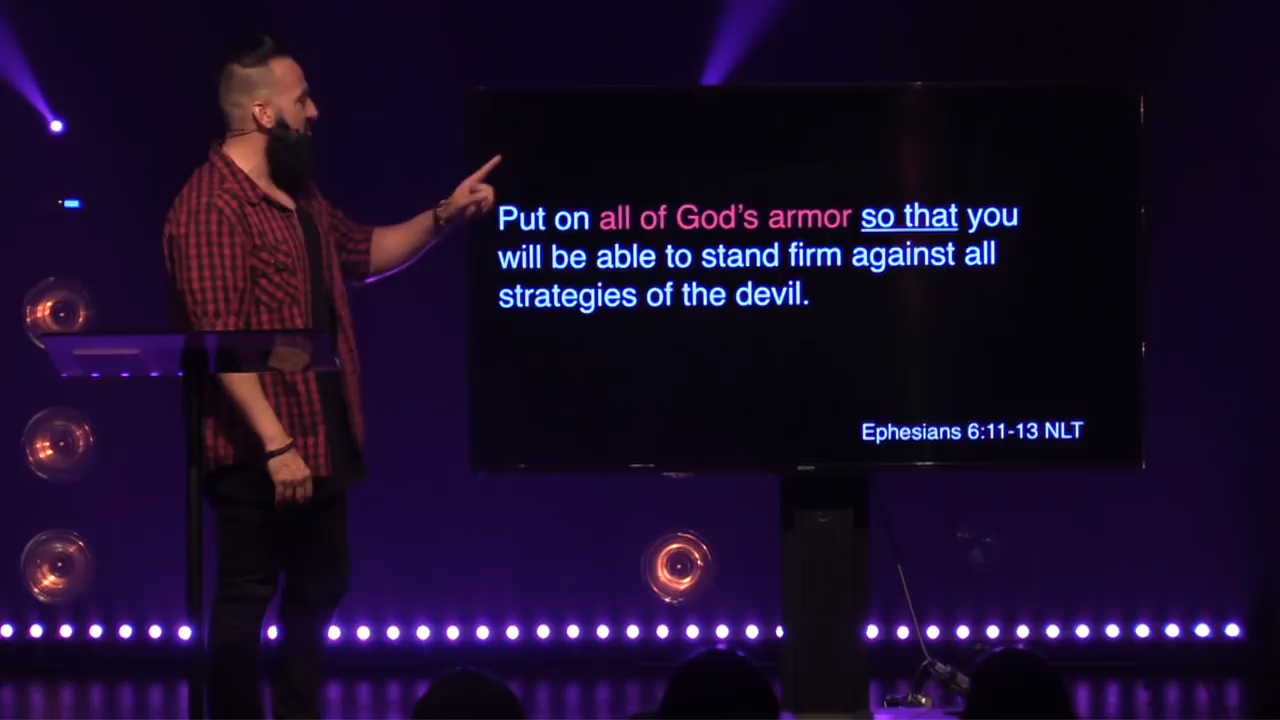 Put on all of God's armor so that you
will be able to stand firm against all
strategies of the devil.
Ephesians 6:11-13 NLT